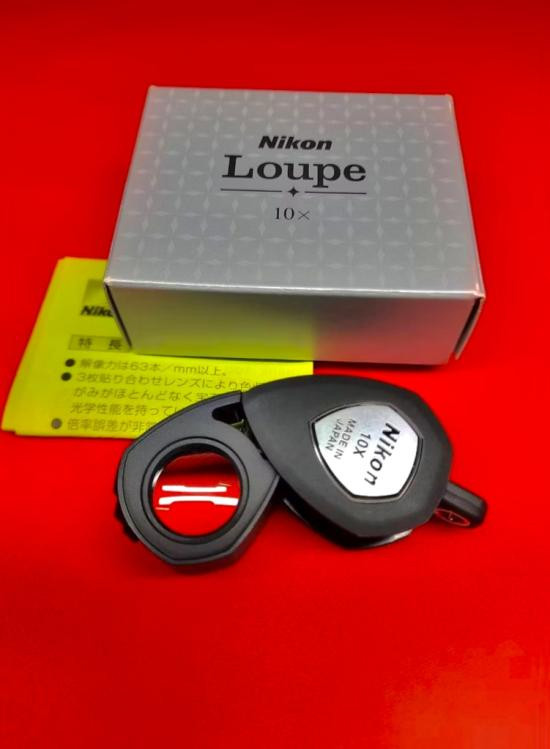 Nikon
Loupe
10×
Nik
特 長
● 解像力は63本/mm以上。
● 3枚貼り合わせレンズにより色
がみがほとんどなく
光学性能を持って
● 倍率誤差が非常
Nikon
10X
MADE IN
JAPAN